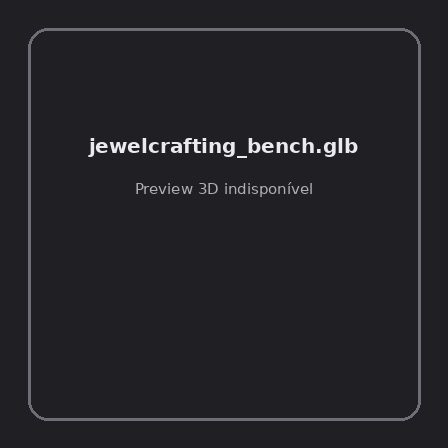 jewelcrafting_bench.glb
Preview 3D indisponível